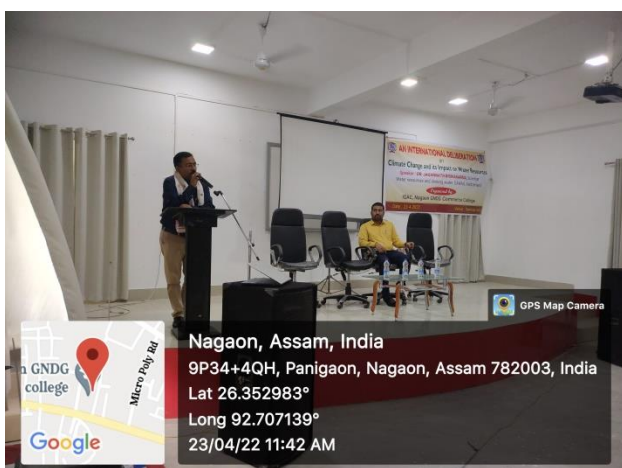 AN INTERNATIONAL DELIBERATION
on
Climate Change and its Impact on Water Resources
Organised by
IQAC, Nagaon GNDG Commerce College
GPS Map Camera
GNDG
college
Micro Poly Rd
Google
Nagaon, Assam, India
9P34+4QH, Panigaon, Nagaon, Assam 782003, India
Lat 26.352983°
Long 92.707139°
23/04/22 11:42 AM